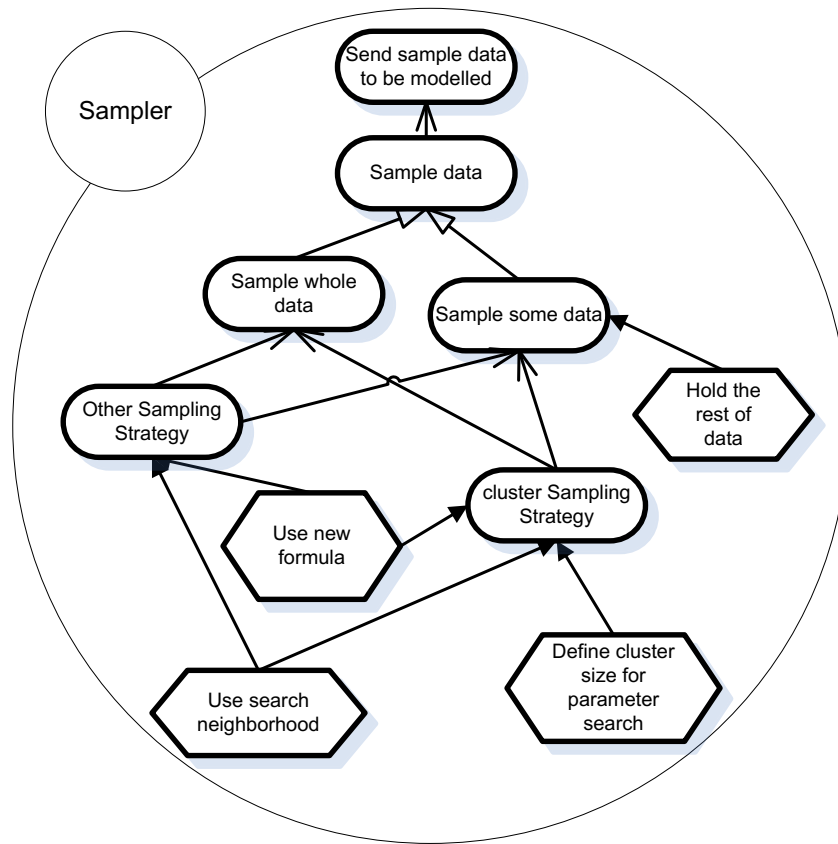 Send sample data
to be modelled
Sampler
Sample data
Sample whole
data
Sample some data
Hold the
rest of
data
Other Sampling
Strategy
cluster Sampling
Strategy
Use new
formula
Define cluster
size for
parameter
search
Use search
neighborhood